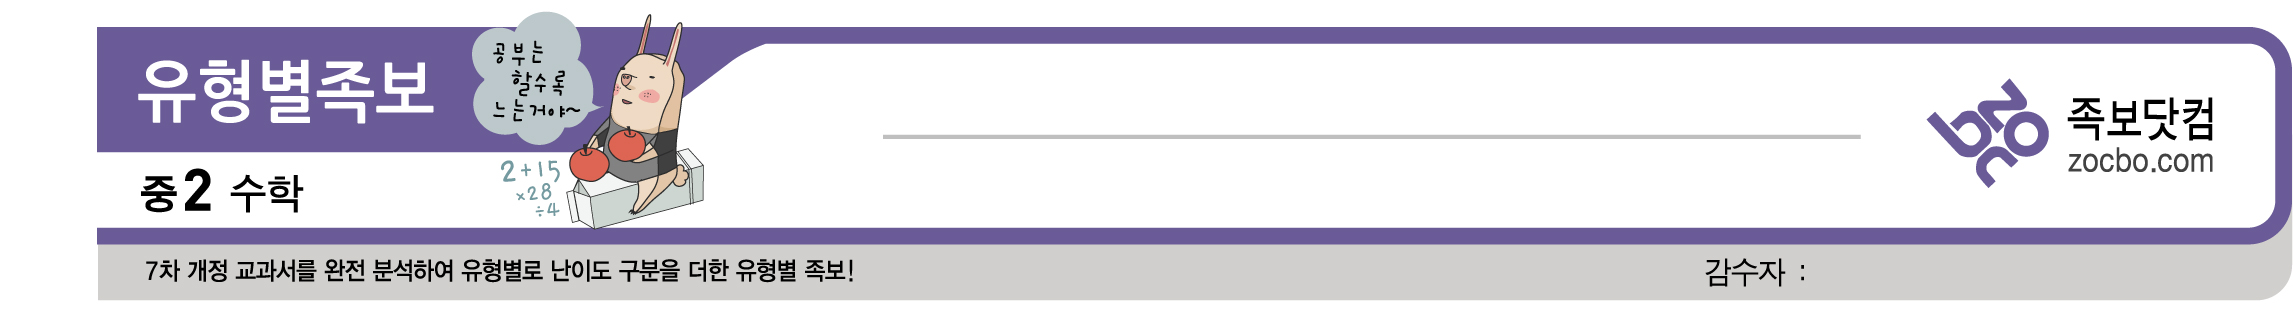 유형별족보
공부는
할수록
느는거야~
중2 수학
2+15
×28
÷4
족보닷컴
zocbo.com
7차 개정 교과서를 완전 분석하여 유형별로 난이도 구분을 더한 유형별 족보!
감수자 :